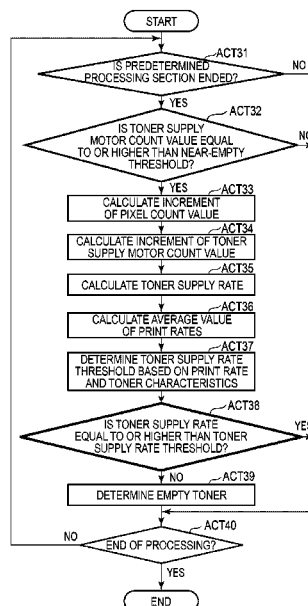 START
ACT31
IS PREDETERMINED
PROCESSING SECTION ENDED?
NO
YES
ACT32
IS TONER SUPPLY
MOTOR COUNT VALUE EQUAL
TO OR HIGHER THAN NEAR-EMPTY
THRESHOLD?
NO
YES
ACT33
CALCULATE INCREMENT
OF PIXEL COUNT VALUE
ACT34
CALCULATE INCREMENT OF TONER
SUPPLY MOTOR COUNT VALUE
ACT35
CALCULATE TONER SUPPLY RATE
ACT36
CALCULATE AVERAGE VALUE
OF PRINT RATES
ACT37
DETERMINE TONER SUPPLY RATE
THRESHOLD BASED ON PRINT RATE
AND TONER CHARACTERISTICS
ACT38
IS TONER SUPPLY RATE
EQUAL TO OR HIGHER THAN TONER
SUPPLY RATE THRESHOLD?
YES
NO
ACT39
DETERMINE EMPTY TONER
ACT40
NO
END OF PROCESSING?
YES
END